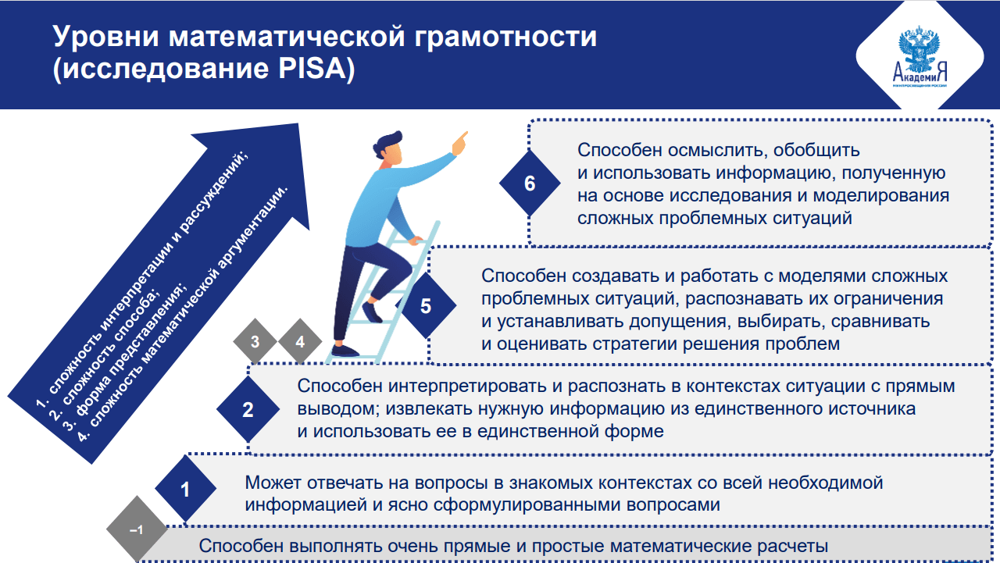 Уровни математической грамотности
(исследование PISA)
АкадемиЯ
МИНПРОСВЕЩЕНИЯ РОССИИ
1. сложность интерпретации и рассуждений;
2. сложность способа;
3. форма представления;
4. сложность математической аргументации.
6
Способен осмыслить, обобщить
и использовать информацию, полученную
на основе исследования и моделирования
сложных проблемных ситуаций
5
Способен создавать и работать с моделями сложных
проблемных ситуаций, распознавать их ограничения
и устанавливать допущения, выбирать, сравнивать
и оценивать стратегии решения проблем
3
4
2
Способен интерпретировать и распознать в контекстах ситуации с прямым
выводом; извлекать нужную информацию из единственного источника
и использовать ее в единственной форме
1
Может отвечать на вопросы в знакомых контекстах со всей необходимой
информацией и ясно сформулированными вопросами
–1
Способен выполнять очень прямые и простые математические расчеты